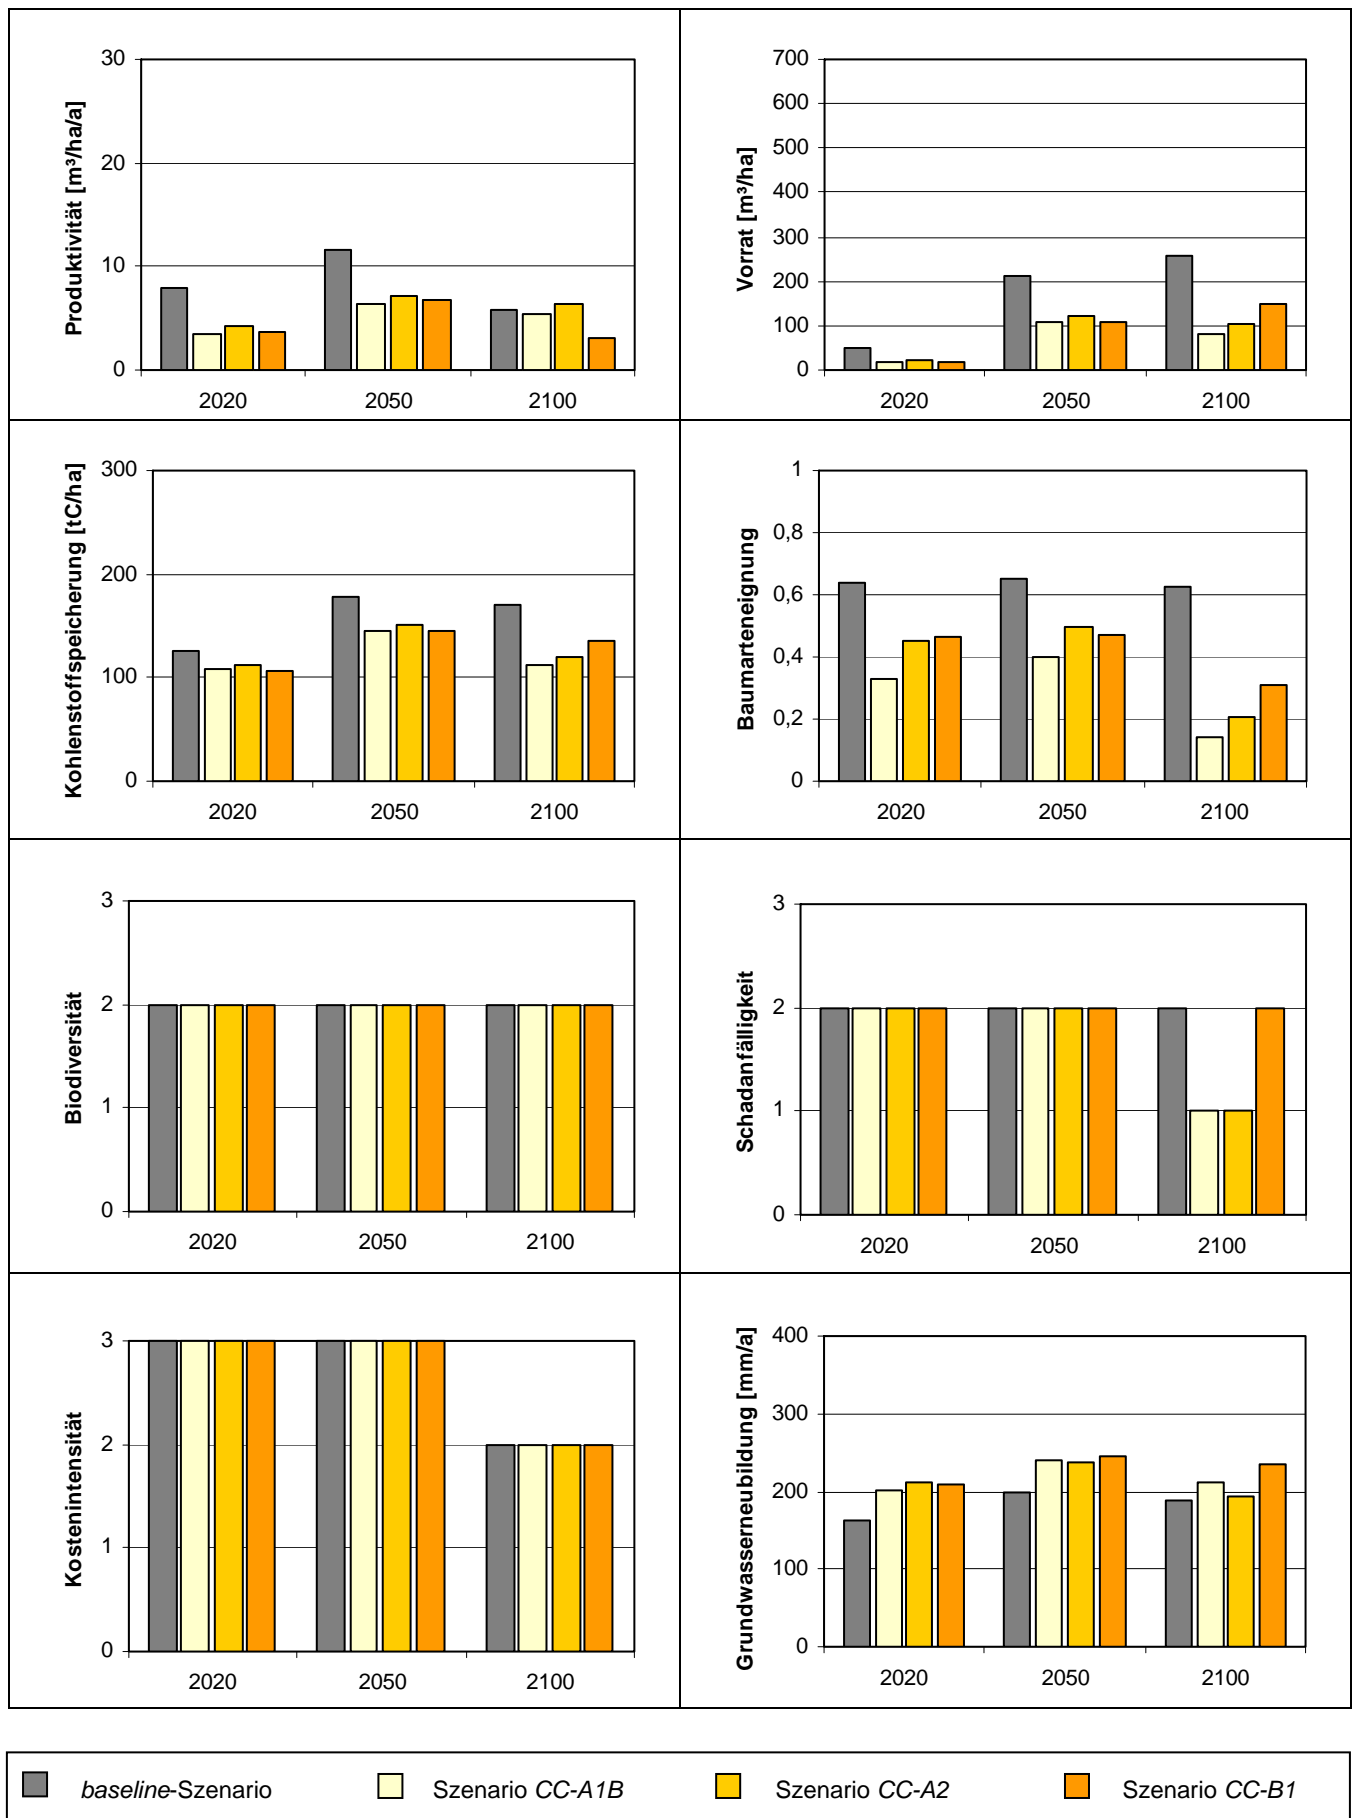 Produktivität [m³/ha/a]
30
20
10
0
2020 2050 2100
Vorrat [m³/ha]
700
600
500
400
300
200
100
0
2020 2050 2100
Kohlenstoffspeicherung [tC/ha]
300
200
100
0
2020 2050 2100
Baumarteneignung
1
0,8
0,6
0,4
0,2
0
2020 2050 2100
Biodiversität
3
2
1
0
2020 2050 2100
Schadanfälligkeit
3
2
1
0
2020 2050 2100
Kostenintensität
3
2
1
0
2020 2050 2100
Grundwasserneubildung [mm/a]
400
300
200
100
0
2020 2050 2100
baseline-Szenario Szenario CC-A1B Szenario CC-A2 Szenario CC-B1